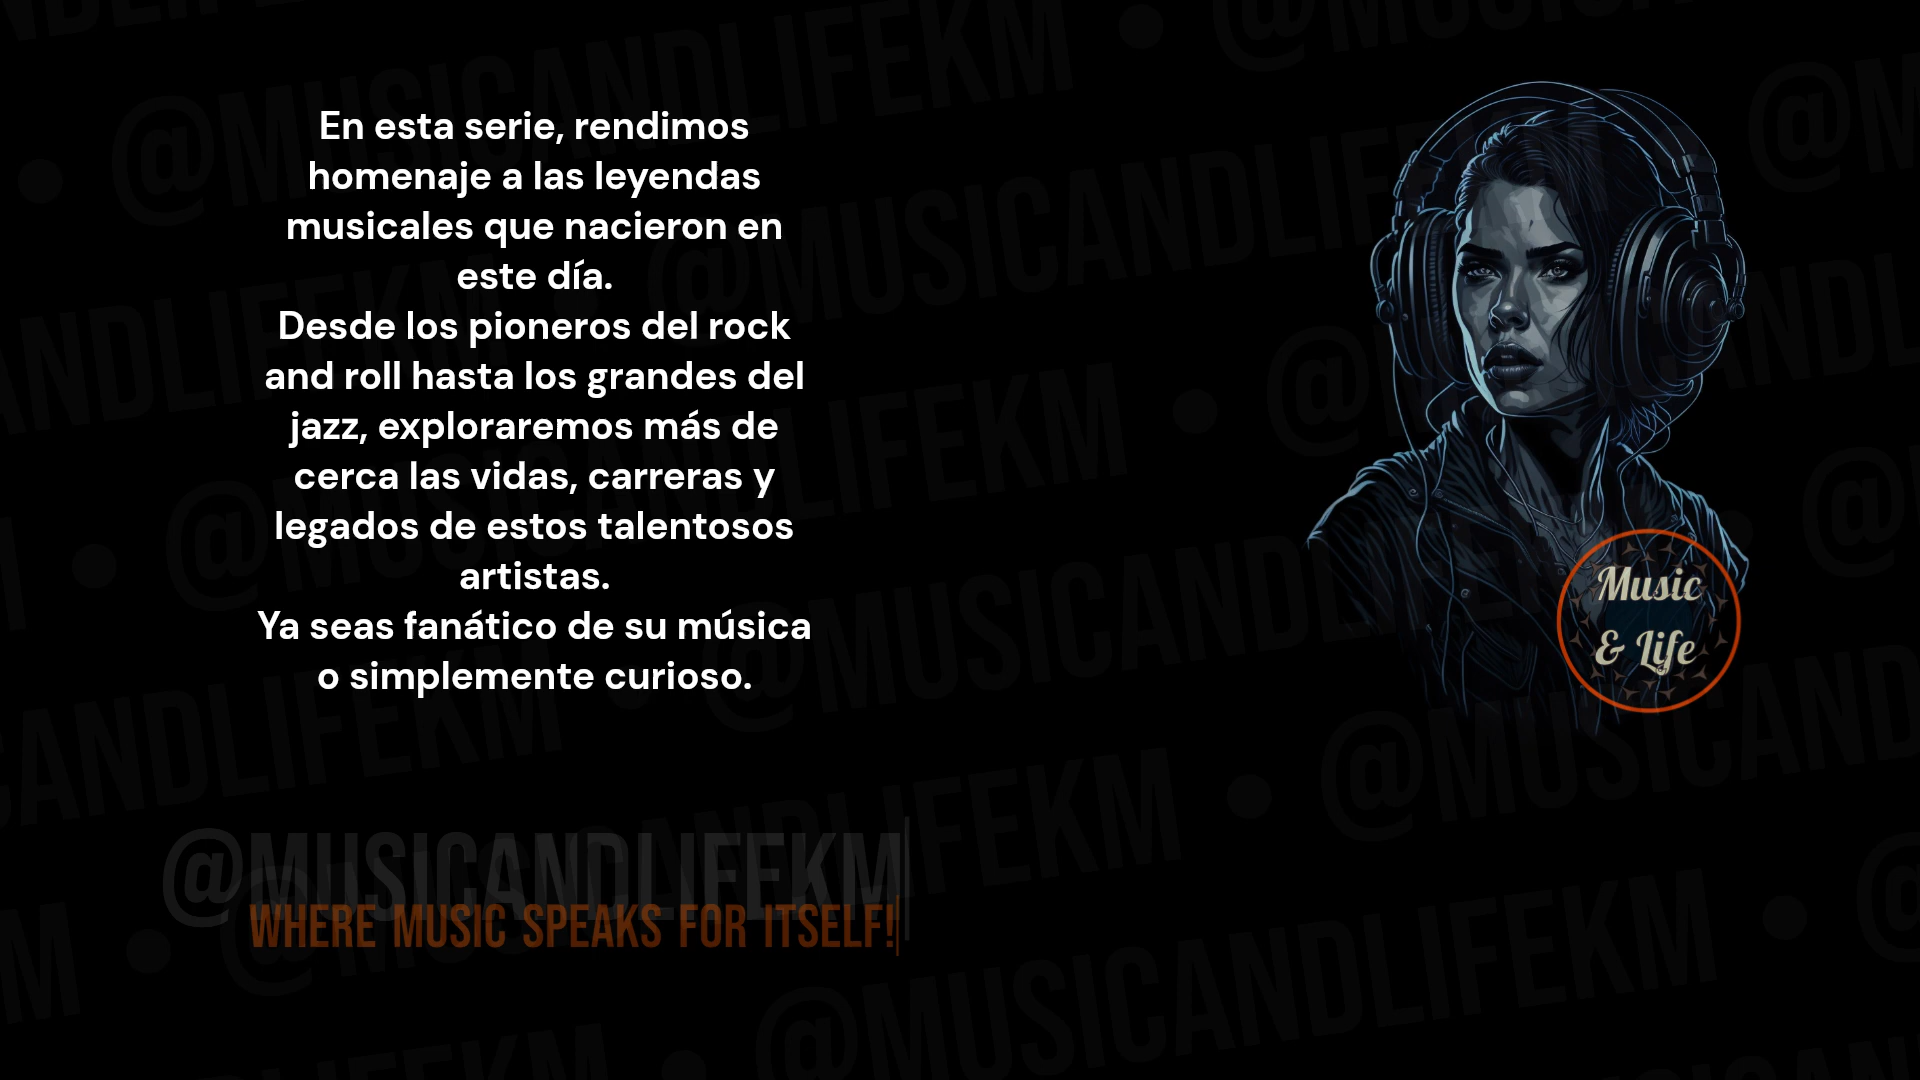 En esta serie, rendimos
homenaje a las leyendas
musicales que nacieron en
este día.
Desde los pioneros del rock
and roll hasta los grandes del
jazz, exploraremos más de
cerca las vidas, carreras y
legados de estos talentosos
artistas.
Ya seas fanático de su música
o simplemente curioso.
Music
& Life
@MUSICANDLIFEKM
WHERE MUSIC SPEAKS FOR ITSELF!